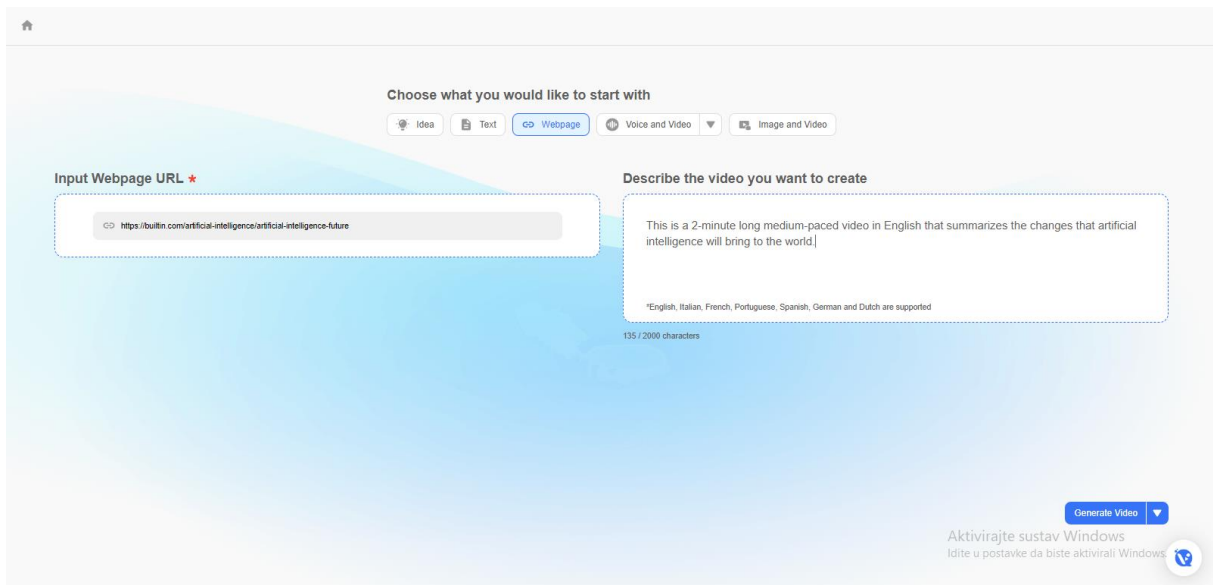 Choose what you would like to start with
Idea
Text
Webpage
Voice and Video
Image and Video
Input Webpage URL *
https://builtin.com/artificial-intelligence/artificial-intelligence-future
Describe the video you want to create
This is a 2-minute long medium-paced video in English that summarizes the changes that artificial
intelligence will bring to the world.
*English, Italian, French, Portuguese, Spanish, German and Dutch are supported
135 / 2000 characters
Generate Video
Aktivirajte sustav Windows
Idite u postavke da biste aktivirali Windows.